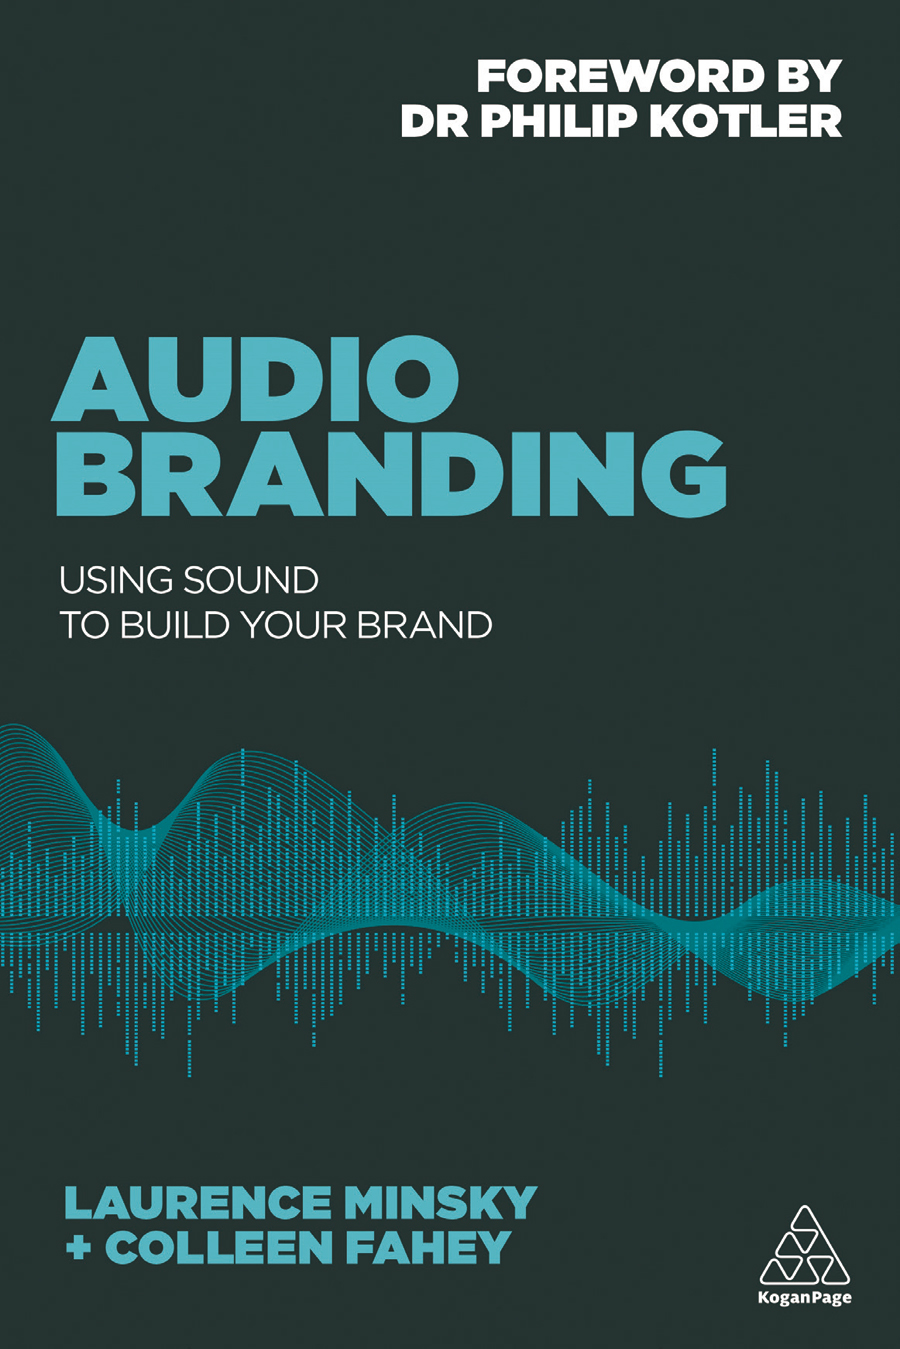 FOREWORD BY
DR PHILIP KOTLER
AUDIO
BRANDING
USING SOUND
TO BUILD YOUR BRAND
LAURENCE MINSKY
+ COLLEEN FAHEY
KoganPage